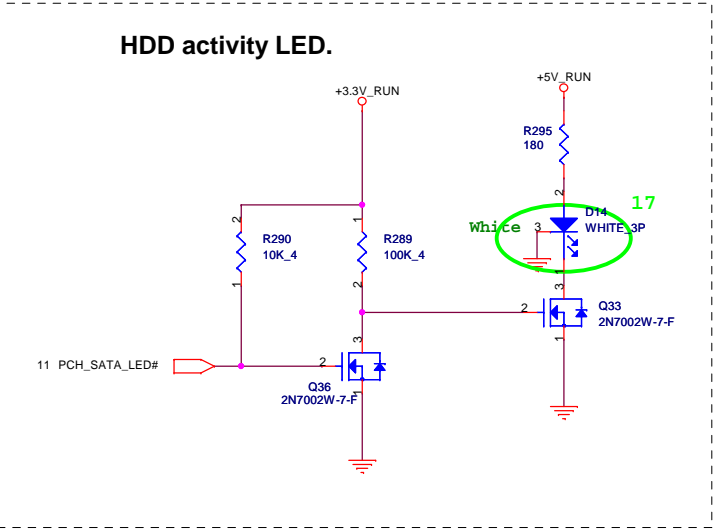 HDD activity LED.
+3.3V_RUN
+5V_RUN
R295
180
2
17
D14
White
3
WHITE_3P
2
R290
10K_4
1
1
R289
100K_4
2
1
3
2
Q33
2N7002W-7-F
1
3
11 PCH_SATA_LED#
2
Q36
2N7002W-7-F
1